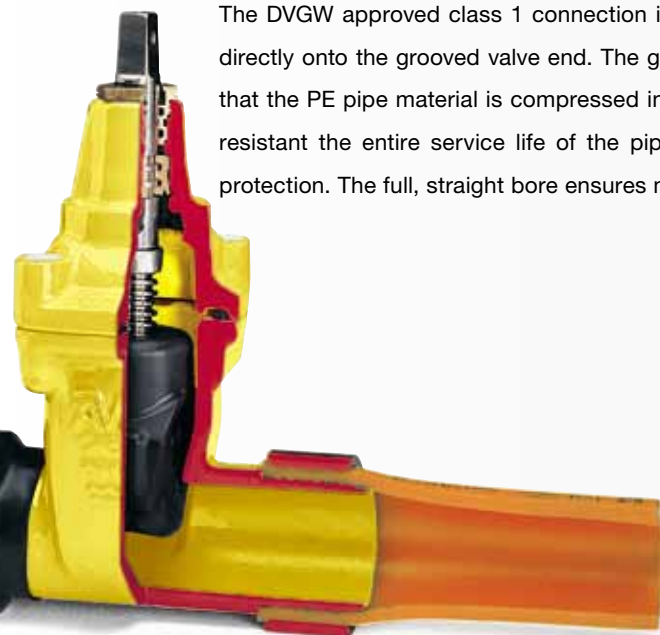 The DVGW approved class 1 connection i
directly onto the grooved valve end. The g
that the PE pipe material is compressed in
resistant the entire service life of the pip
protection. The full, straight bore ensures